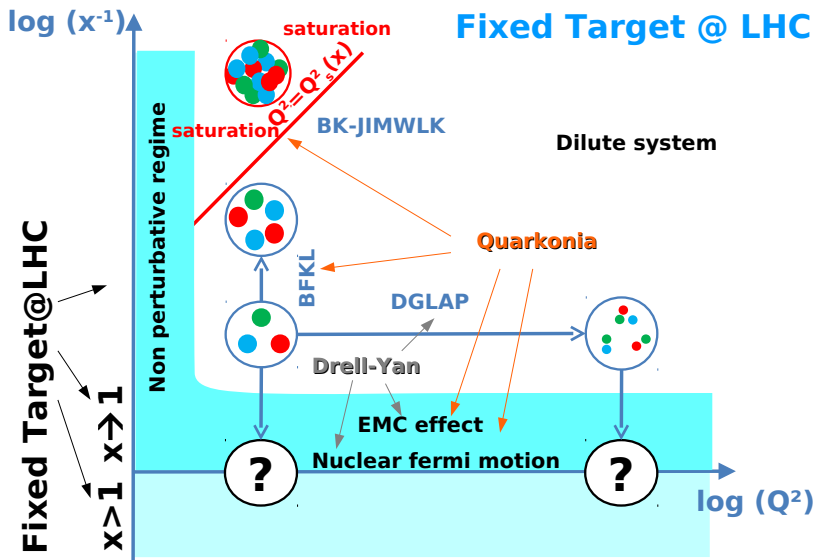 log (x⁻¹)
Fixed Target @ LHC
saturation
Q²=Q²ₛ(x)
saturation
BK-JIMWLK
Dilute system
Non perturbative regime
Quarkonia
BFKL
DGLAP
Fixed Target@LHC
Drell-Yan
x→1
EMC effect
Nuclear fermi motion
?
?
x>1
log (Q²)